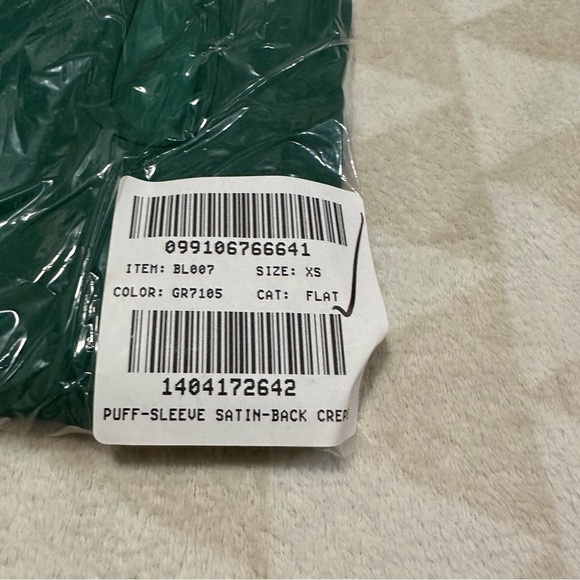 099106766641
ITEM: BL007 SIZE: XS
COLOR: GR7105 CAT: FLAT
1404172642
PUFF-SLEEVE SATIN-BACK CREP